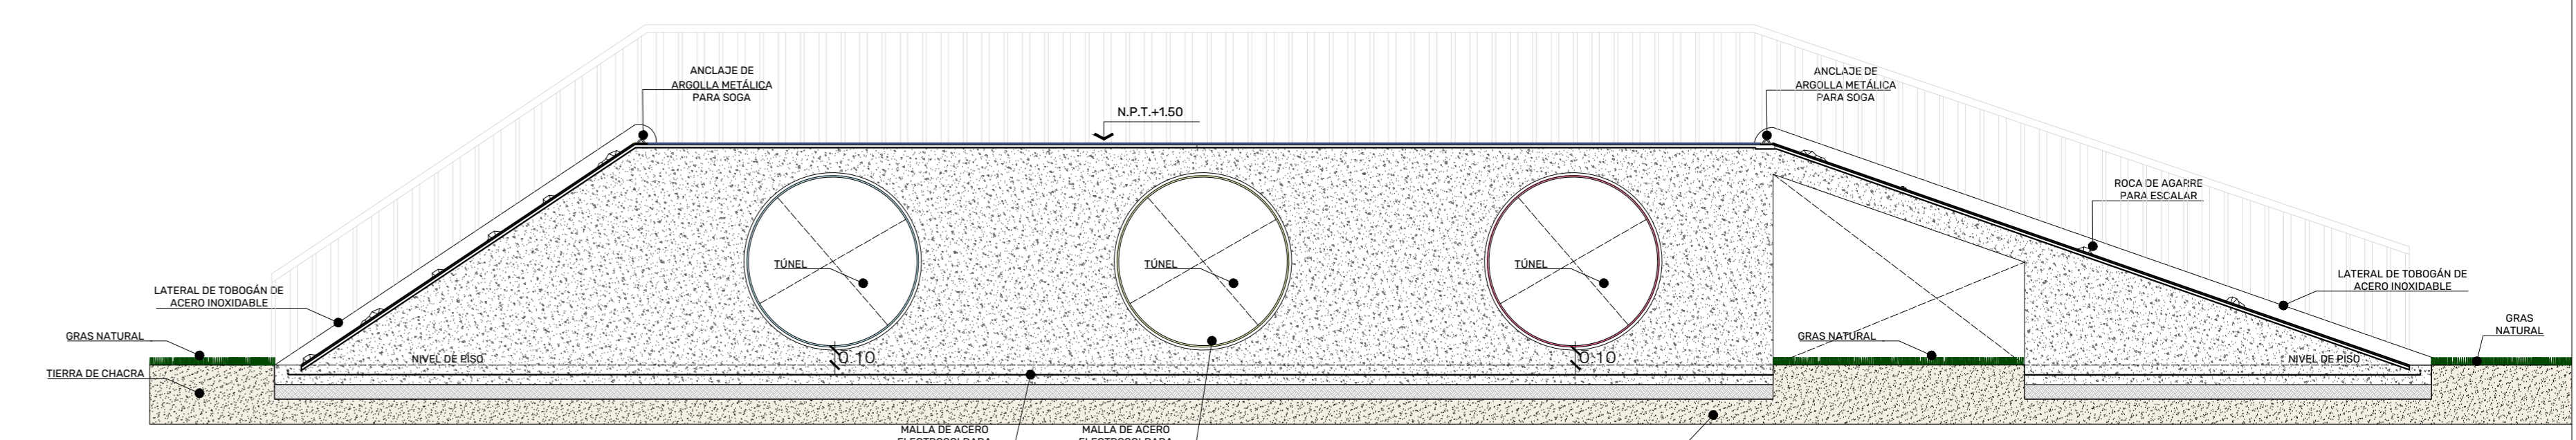 ANCLAJE DE
ARGOLLA METÁLICA
PARA SOGA
N.P.T.+1.50
ANCLAJE DE
ARGOLLA METÁLICA
PARA SOGA
ROCA DE AGARRE
PARA ESCALAR
LATERAL DE TOBOGÁN DE
ACERO INOXIDABLE
GRAS NATURAL
TIERRA DE CHACRA
TÚNEL
TÚNEL
TÚNEL
LATERAL DE TOBOGÁN DE
ACERO INOXIDABLE
GRAS
NATURAL
GRAS NATURAL
NIVEL DE PISO
0.10
0.10
NIVEL DE PISO
MALLA DE ACERO
ELECTROSOLDADA
MALLA DE ACERO
ELECTROSOLDADA